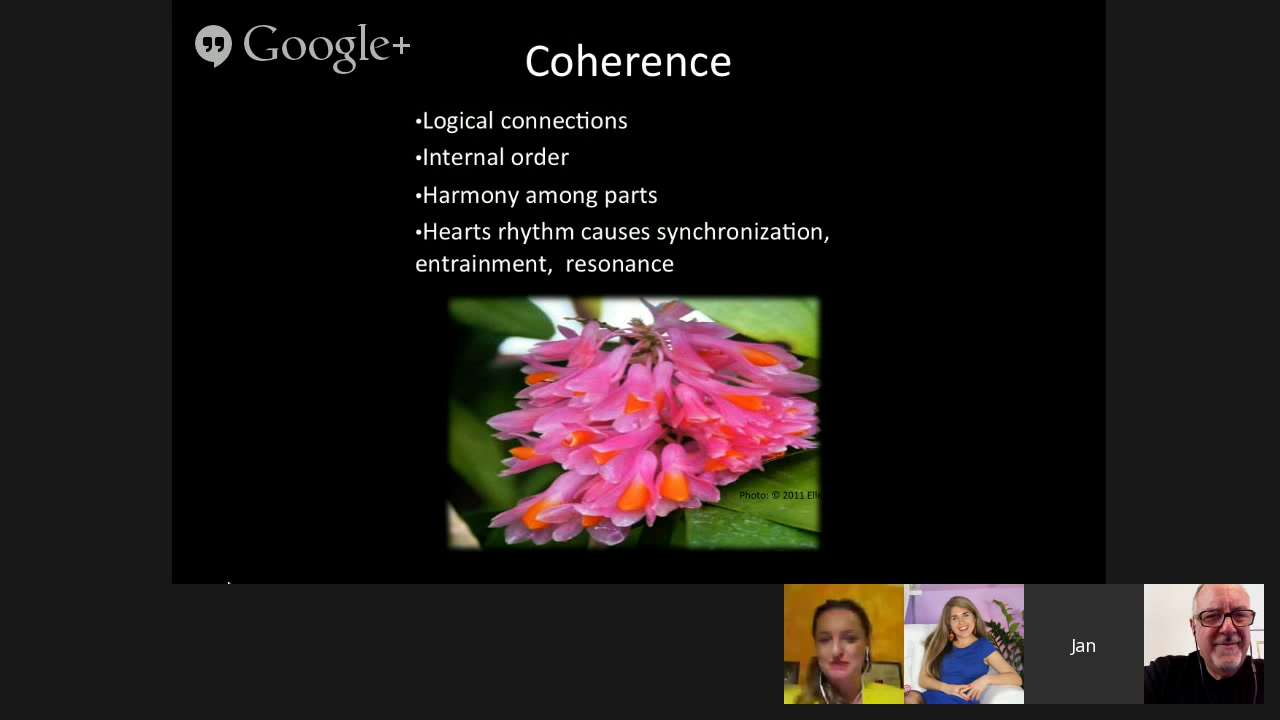 Google+
Coherence
•Logical connections
•Internal order
•Harmony among parts
•Hearts rhythm causes synchronization,
entrainment,  resonance
Photo: © 2011
Jan